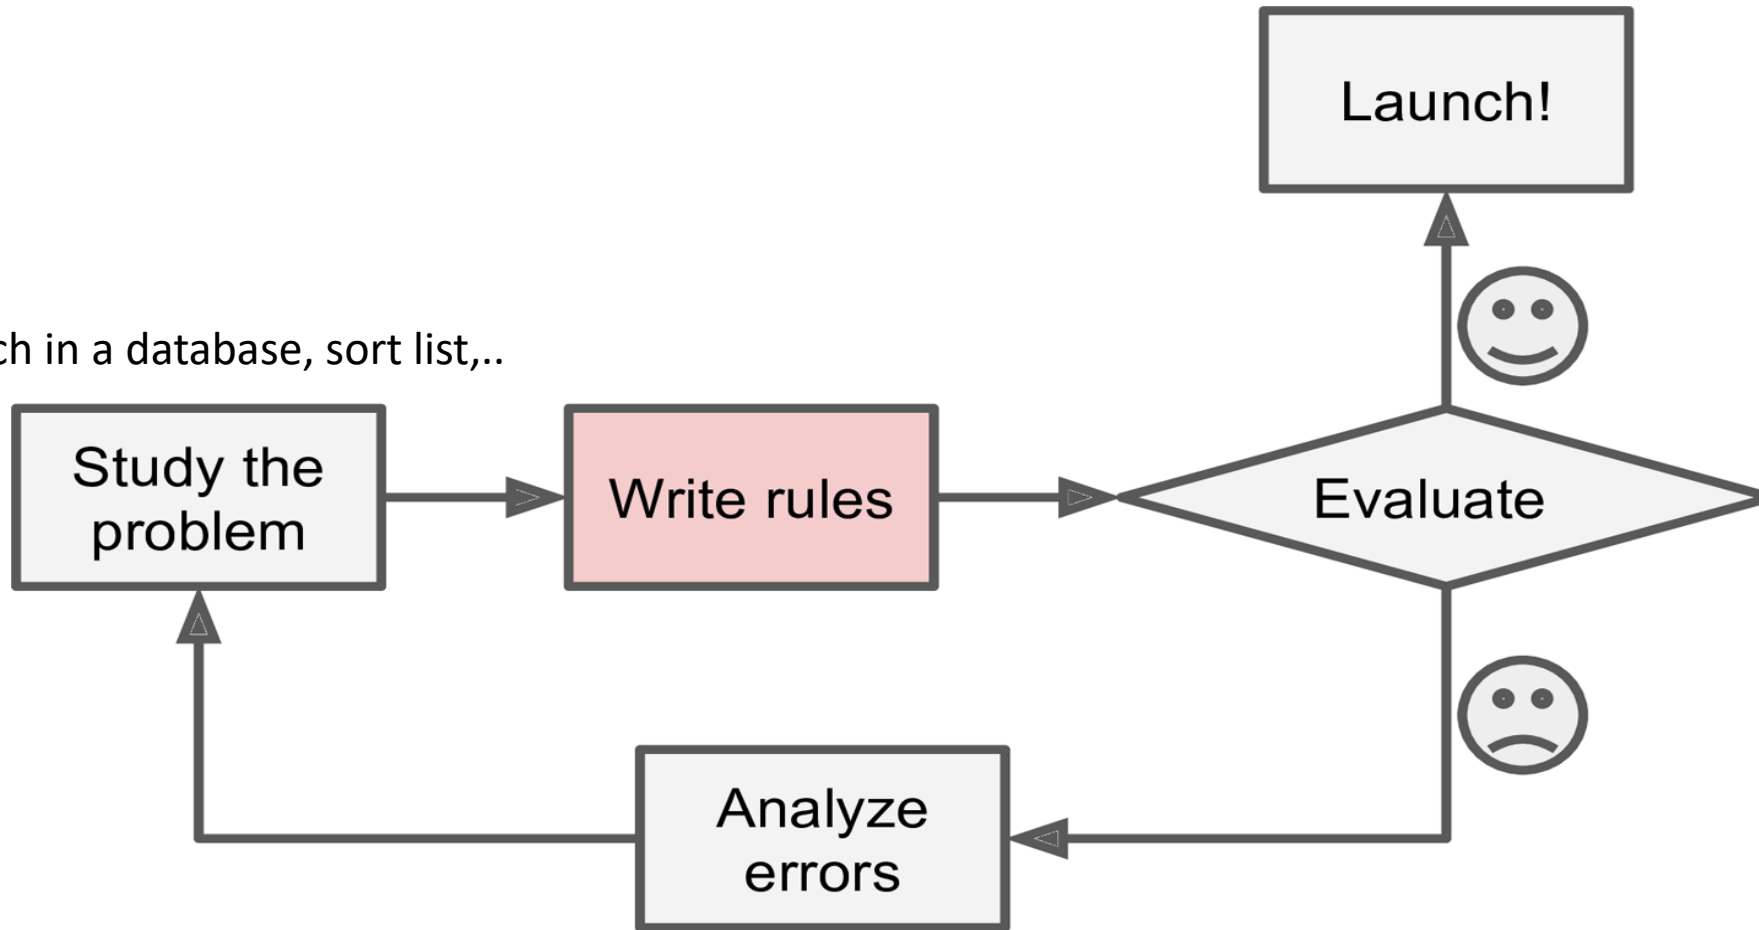 Launch!
ch in a database, sort list,..
Study the
problem
Write rules
Evaluate
Analyze
errors